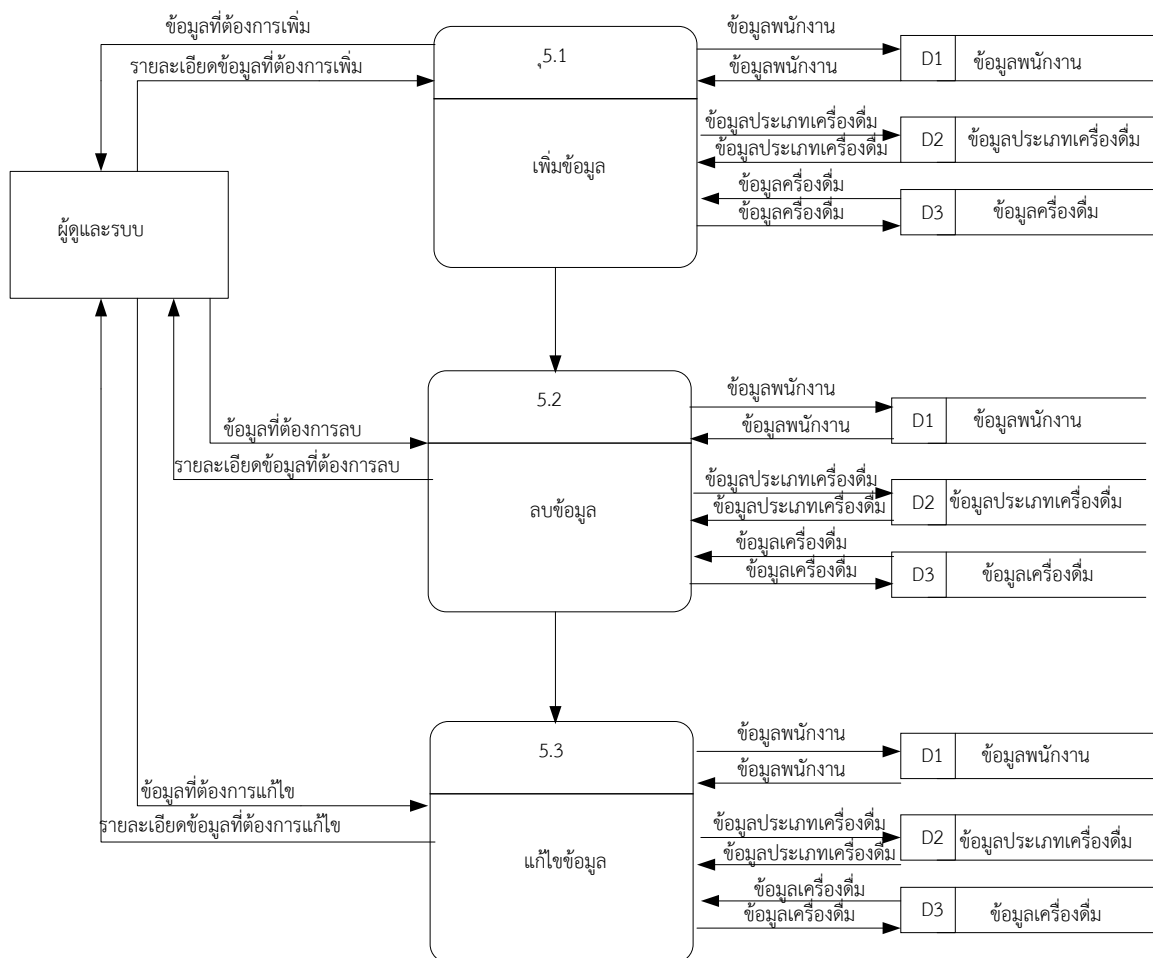 ข้อมูลที่ต้องการเพิ่ม
รายละเอียดข้อมูลที่ต้องการเพิ่ม
ผู้ดูและรบบ
ุ5.1
เพิ่มข้อมูล
ข้อมูลพนักงาน
ข้อมูลพนักงาน
D1 ข้อมูลพนักงาน
ข้อมูลประเภทเครื่องดื่ม
ข้อมูลประเภทเครื่องดื่ม
D2 ข้อมูลประเภทเครื่องดื่ม
ข้อมูลครื่องดื่ม
ข้อมูลครื่องดื่ม
D3 ข้อมูลครื่องดื่ม
ข้อมูลที่ต้องการลบ
รายละเอียดข้อมูลที่ต้องการลบ
5.2
ลบข้อมูล
ข้อมูลพนักงาน
ข้อมูลพนักงาน
D1 ข้อมูลพนักงาน
ข้อมูลประเภทเครื่องดื่ม
ข้อมูลประเภทเครื่องดื่ม
D2 ข้อมูลประเภทเครื่องดื่ม
ข้อมูลเครื่องดื่ม
ข้อมูลเครื่องดื่ม
D3 ข้อมูลเครื่องดื่ม
ข้อมูลที่ต้องการแก้ไข
รายละเอียดข้อมูลที่ต้องการแก้ไข
5.3
แก้ไขข้อมูล
ข้อมูลพนักงาน
ข้อมูลพนักงาน
D1 ข้อมูลพนักงาน
ข้อมูลประเภทเครื่องดื่ม
ข้อมูลประเภทเครื่องดื่ม
D2 ข้อมูลประเภทเครื่องดื่ม
ข้อมูลเครื่องดื่ม
ข้อมูลเครื่องดื่ม
D3 ข้อมูลเครื่องดื่ม